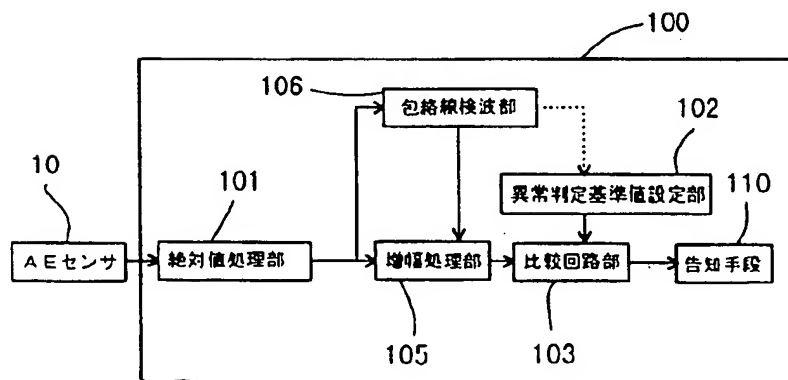 100
106
包絡線検波部
102
10
101
異常判定基準値設定部
110
AEセンサ
絶対値処理部
増幅処理部
比較回路部
告知手段
105
103